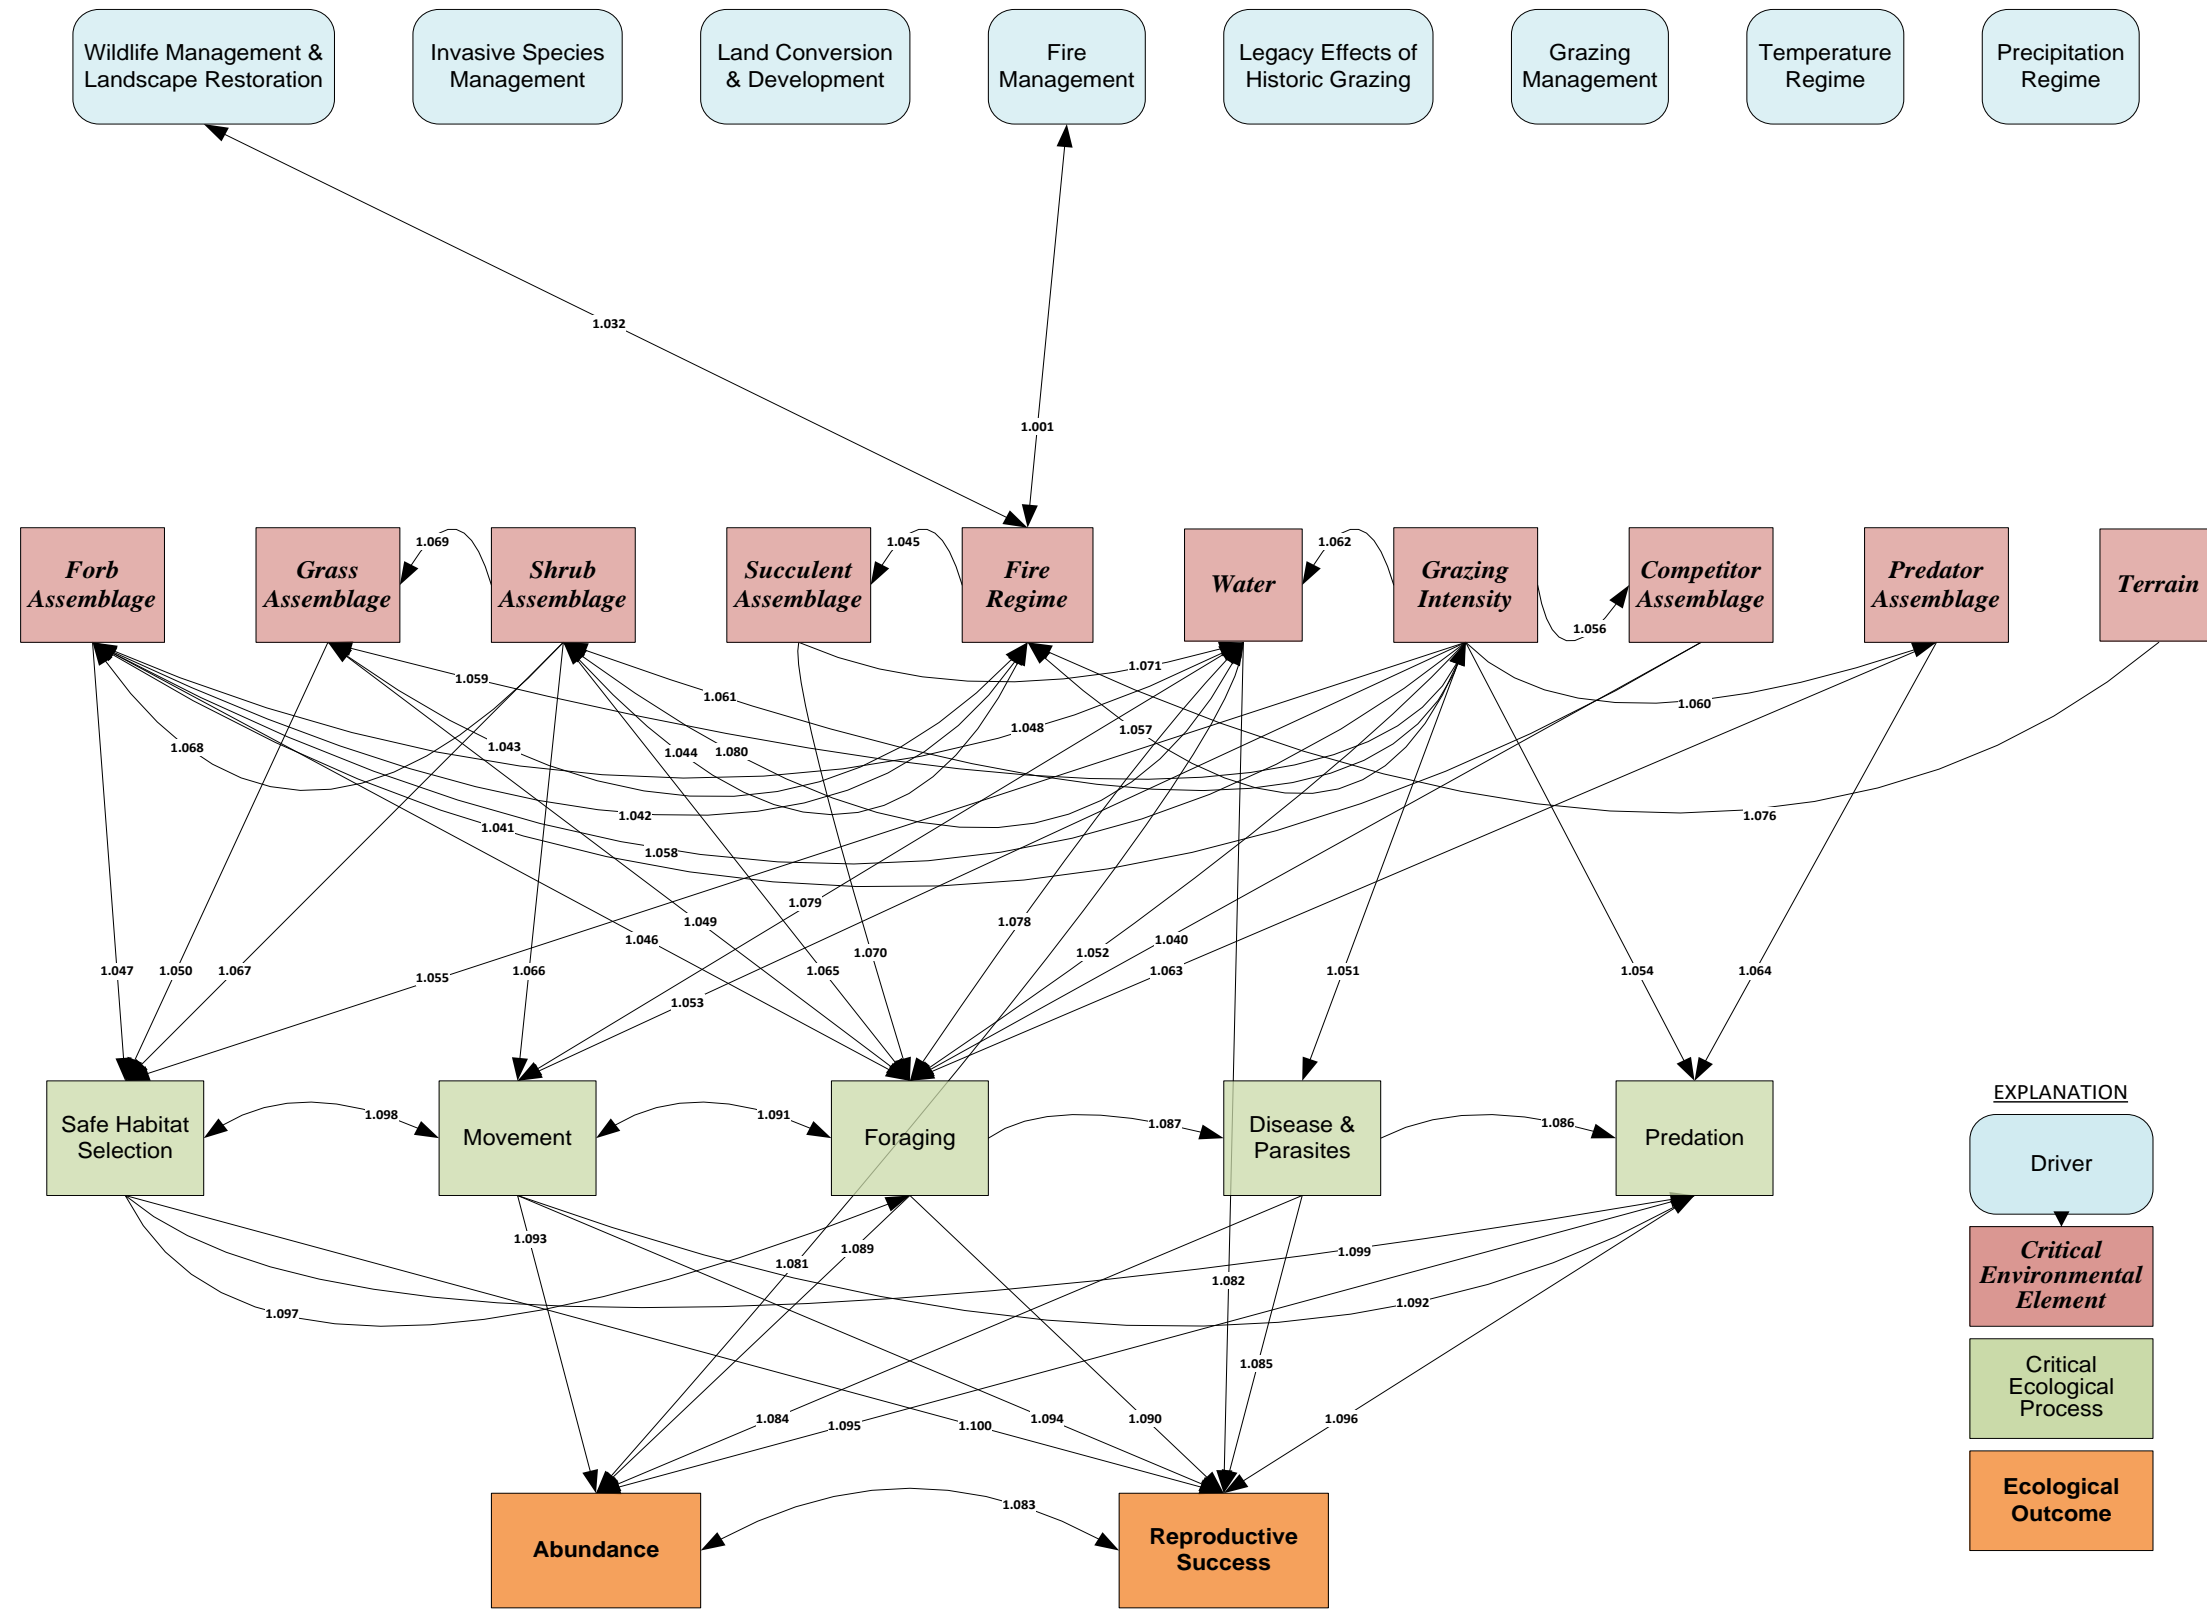 Wildlife Management &
Landscape Restoration
Invasive Species
Management
Land Conversion
& Development
Fire
Management
Legacy Effects of
Historic Grazing
Grazing
Management
Temperature
Regime
Precipitation
Regime
1.032
1.001
Forb
Assemblage
Grass
Assemblage
1.069
Shrub
Assemblage
Succulent
Assemblage
1.045
Fire
Regime
Water
1.062
Grazing
Intensity
1.056
Competitor
Assemblage
Predator
Assemblage
Terrain
1.059
1.071
1.061
1.060
1.048
1.057
1.068
1.043
1.044
1.080
1.042
1.076
1.041
1.058
1.079
1.049
1.078
1.046
1.040
1.070
1.052
1.047
1.050
1.067
1.055
1.066
1.065
1.063
1.051
1.054
1.064
1.053
Safe Habitat
Selection
1.098
Movement
1.091
Foraging
1.087
Disease &
Parasites
1.086
Predation
1.093
1.089
1.081
1.099
1.082
1.097
1.092
1.085
1.084
1.095
1.100
1.094
1.090
1.096
1.083
Abundance
Reproductive
Success
EXPLANATION
Driver
Critical
Environmental
Element
Critical
Ecological
Process
Ecological
Outcome